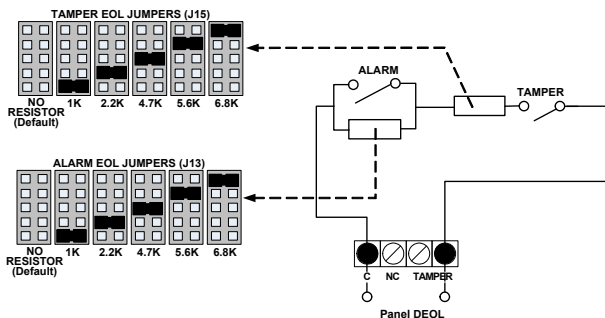 TAMPER EOL JUMPERS (J15)
NO
RESISTOR
(Default)
1K
2.2K
4.7K
5.6K
6.8K
ALARM
TAMPER
ALARM EOL JUMPERS (J13)
NO
RESISTOR
(Default)
1K
2.2K
4.7K
5.6K
6.8K
C NC TAMPER
Panel DEOL